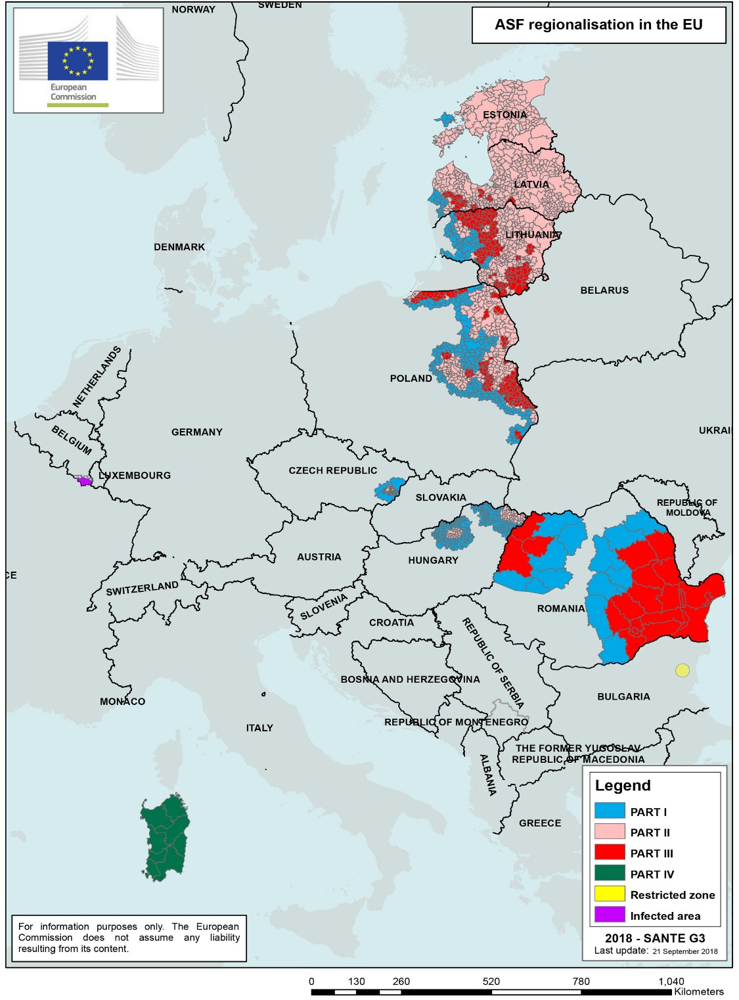 NORWAY
SWEDEN
ASF regionalisation in the EU
European
Commission
ESTONIA
LATVIA
LITHUANIA
DENMARK
BELARUS
NETHERLANDS
POLAND
BELGIUM
GERMANY
UKRAI
LUXEMBOURG
CZECH REPUBLIC
SLOVAKIA
REPUBLIC OF
MOLDOVA
AUSTRIA
HUNGARY
CE
SWITZERLAND
SLOVENIA
ROMANIA
CROATIA
REPUBLIC OF SERBIA
BOSNIA AND HERZEGOVINA
BULGARIA
MONACO
REPUBLIC OF MONTENEGRO
ITALY
THE FORMER YUGOSLAV
REPUBLIC OF MACEDONIA
ALBANIA
GREECE
Legend
PART I
PART II
PART III
PART IV
Restricted zone
Infected area
2018 - SANTE G3
Last update: 21 September 2018
For information purposes only. The European
Commission does not assume any liability
resulting from its content.
0 130 260 520 780 1,040
Kilometers